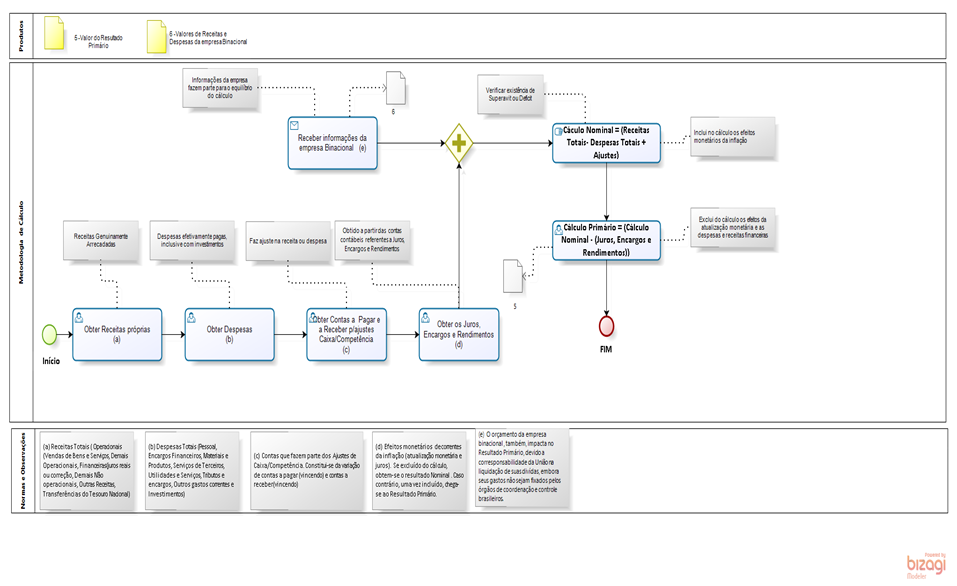 Produtos
5 -Valor do Resultado
Primário
6 -Valores de Receitas e
Despesas da empresa Binacional
Metodologia de Cálculo
Informações da empresa
fazem parte para o equilíbrio
do cálculo
6
Receber informações da
empresa Binacional (e)
Verificar existência de
Superavit ou Deficit
Cáculo Nominal = (Receitas
Totais- Despesas Totais +
Ajustes)
Inclui no cálculo os efeitos
monetários da inflação
Cálculo Primário = (Cálculo
Nominal - (Juros, Encargos e
Rendimentos))
Exclui do cálculo os efeitos da
atualização monetária e as
despesas e receitas financeiras
5
FIM
Receitas Genuinamente
Arrecadadas
Despesas efetivamente pagas,
inclusive com investimentos
Faz ajuste na receita ou despesa
Obtido a partir das contas
contábeis referentes a Juros,
Encargos e Rendimentos
Início
Obter Receitas próprias
(a)
Obter Despesas
(b)
Obter Contas a Pagar e
a Receber p/ajustes
Caixa/Competência
(c)
Obter os Juros,
Encargos e Rendimentos
(d)
Normas e Observações
(a) Receitas Totais ( Operacionais
(Vendas de Bens e Serviços, Demais
Operacionais, Financeiras(juros reais
ou correção, Demais Não
operacionais, Outras Receitas,
Transferências do Tesouro Nacional)
(b) Despesas Totais (Pessoal,
Encargos Financeiros, Materiais e
Produtos, Serviços de Terceiros,
Utilidades e Serviços, Tributos e
encargos, Outros gastos correntes e
Investimentos)
(c) Contas que fazem parte dos Ajustes de
Caixa/Competência. Constitui-se da variação
de contas a pagar (vincendo) e contas a
receber(vincendo)
(d) Efeitos monetários decorrentes
da inflação (atualização monetária e
juros). Se excluído do cálculo,
obtem-se o resultado Nominal . Caso
contrário, uma vez incluído, chega-
se ao Resultado Primário.
(e) O orçamento da empresa
binacional , também, impacta no
Resultado Primário, devido a
corresponsabilidade da União na
liquidação de suas dívidas, embora
seus gastos não sejam fixados pelos
órgãos de coordenação e controle
brasileiros.
Powered by
bizagi
Modeler